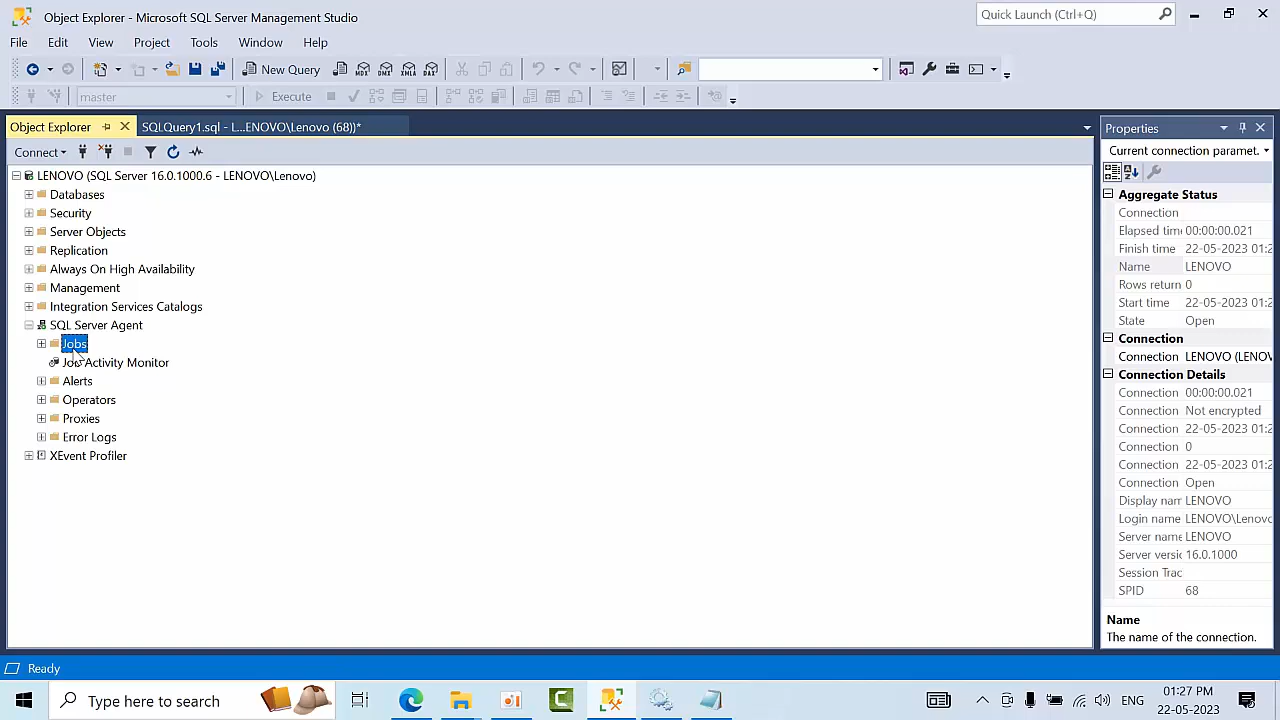 Object Explorer - Microsoft SQL Server Management Studio
Quick Launch (Ctrl+Q)
File Edit View Project Tools Window Help
New Query MDX DMX XMLA DAX
master Execute
Object Explorer SQLQuery1.sql - L...ENOVO\Lenovo (68))*
Connect
LENOVO (SQL Server 16.0.1000.6 - LENOVO\Lenovo)
Databases
Security
Server Objects
Replication
Always On High Availability
Management
Integration Services Catalogs
SQL Server Agent
Jobs
Job Activity Monitor
Alerts
Operators
Proxies
Error Logs
XEvent Profiler
Properties
Current connection paramet.
Aggregate Status
Connection
Elapsed tim 00:00:00.021
Finish time 22-05-2023 01:2
Name LENOVO
Rows return 0
Start time 22-05-2023 01:2
State Open
Connection
Connection LENOVO (LENOV
Connection Details
Connection 00:00:00.021
Connection Not encrypted
Connection 22-05-2023 01:2
Connection 0
Connection 22-05-2023 01:2
Connection Open
Display nam LENOVO
Login name LENOVO\Lenovo
Server name LENOVO
Server versi 16.0.1000
Session Trac
SPID 68
Name
The name of the connection.
Ready
Type here to search
ENG
01:27 PM
22-05-2023